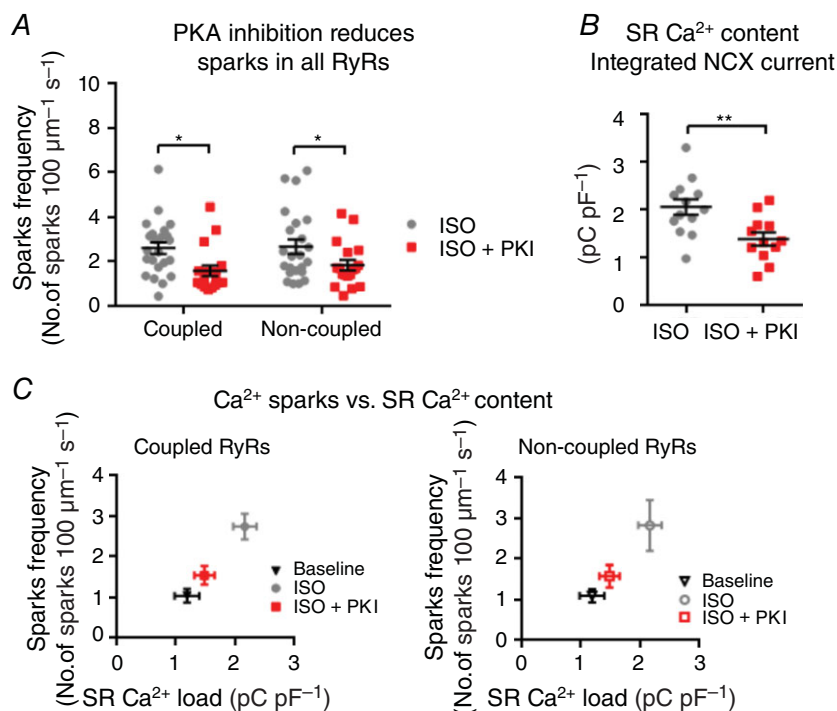 A
PKA inhibition reduces
sparks in all RyRs
Sparks frequency
(No.of sparks 100 µm⁻¹ s⁻¹)
10
8
6
4
2
0
*
*
Coupled
Non-coupled
ISO
ISO + PKI
B
SR Ca²⁺ content
Integrated NCX current
(pC pF⁻¹)
4
3
2
1
0
**
ISO
ISO + PKI
C
Ca²⁺ sparks vs. SR Ca²⁺ content
Coupled RyRs
Sparks frequency
(No.of sparks 100 µm⁻¹ s⁻¹)
4
3
2
1
0
Baseline
ISO
ISO + PKI
0
1
2
3
SR Ca²⁺ load (pC pF⁻¹)
Non-coupled RyRs
Sparks frequency
(No.of sparks 100 µm⁻¹ s⁻¹)
4
3
2
1
0
Baseline
ISO
ISO + PKI
0
1
2
3
SR Ca²⁺ load (pC pF⁻¹)